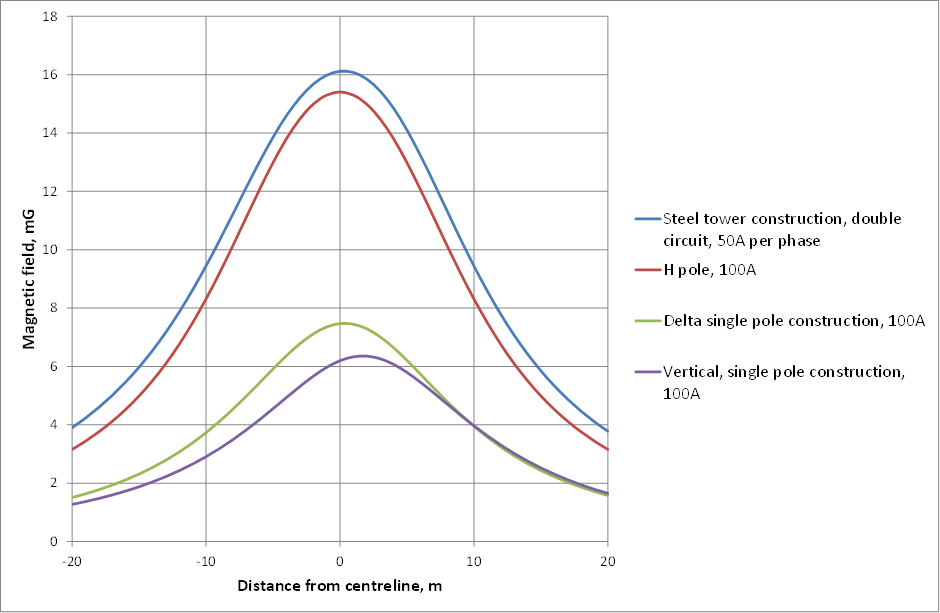 18
16
14
12
10
8
6
4
2
0
Magnetic field, mG
-20
-10
0
10
20
Distance from centreline, m
Steel tower construction, double
circuit, 50A per phase
H pole, 100A
Delta single pole construction, 100A
Vertical, single pole construction,
100A